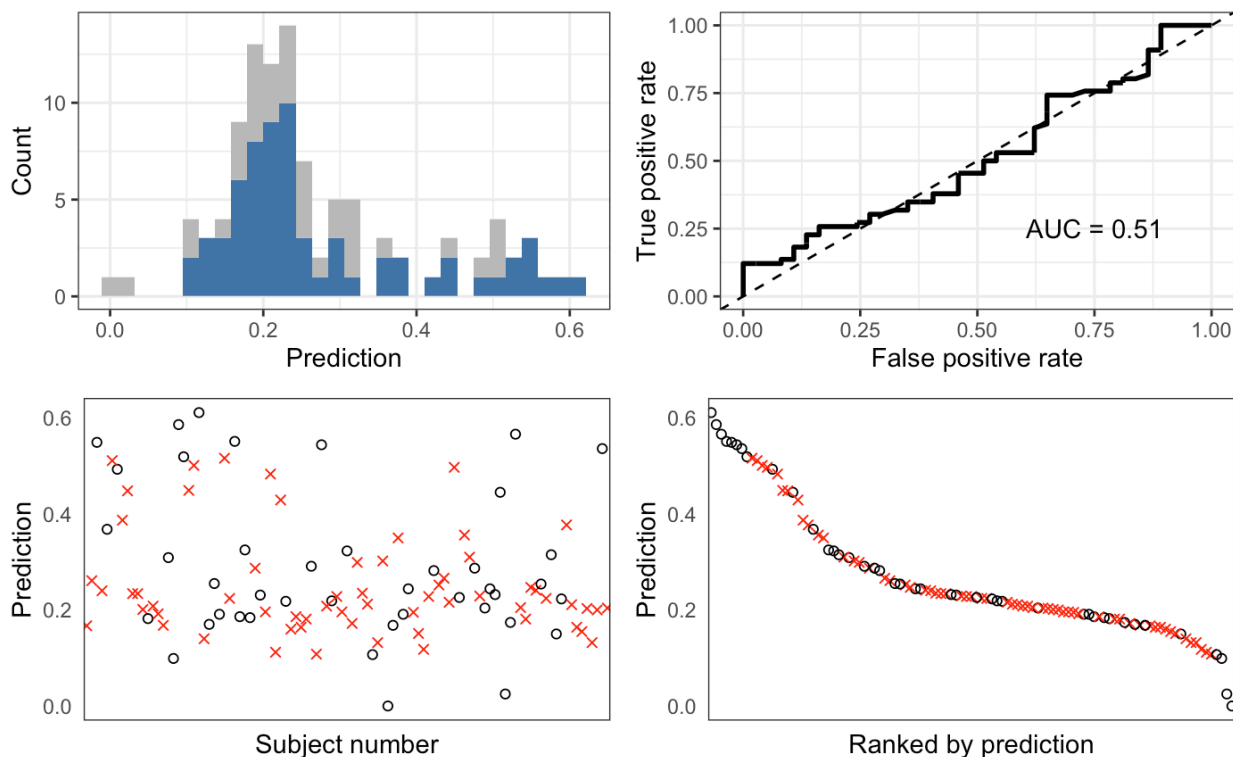 10
5
0
Count
0.0 0.2 0.4 0.6
Prediction
1.00
0.75
0.50
0.25
0.00
True positive rate
AUC = 0.51
0.00 0.25 0.50 0.75 1.00
False positive rate
0.6
0.4
0.2
0.0
Prediction
Subject number
0.6
0.4
0.2
0.0
Prediction
Ranked by prediction